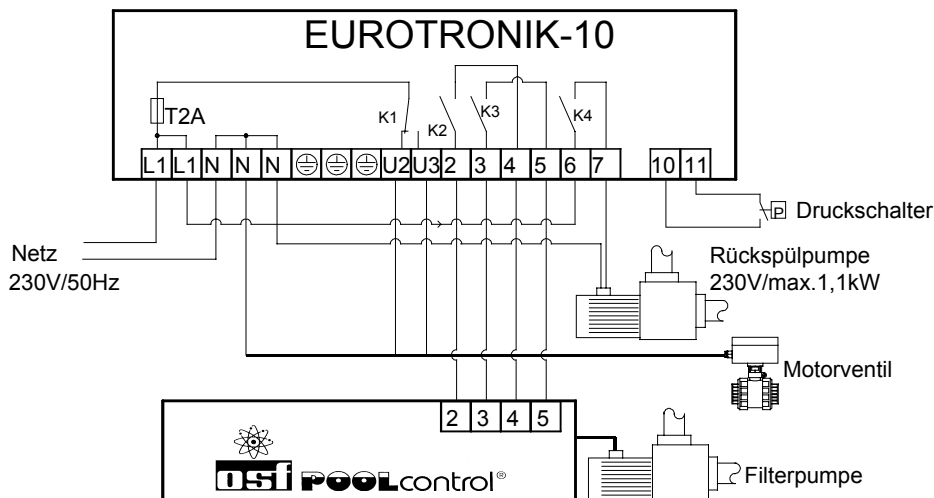 EUROTRONIK-10
T2A
K1
K2
K3
K4
L1 L1 N N N U2 U3 2 3 4 5 6 7 10 11
P Druckschalter
Netz
230V/50Hz
Rückspülpumpe
230V/max.1,1kW
Motorventil
2 3 4 5
osf POOLcontrol®
Filterpumpe